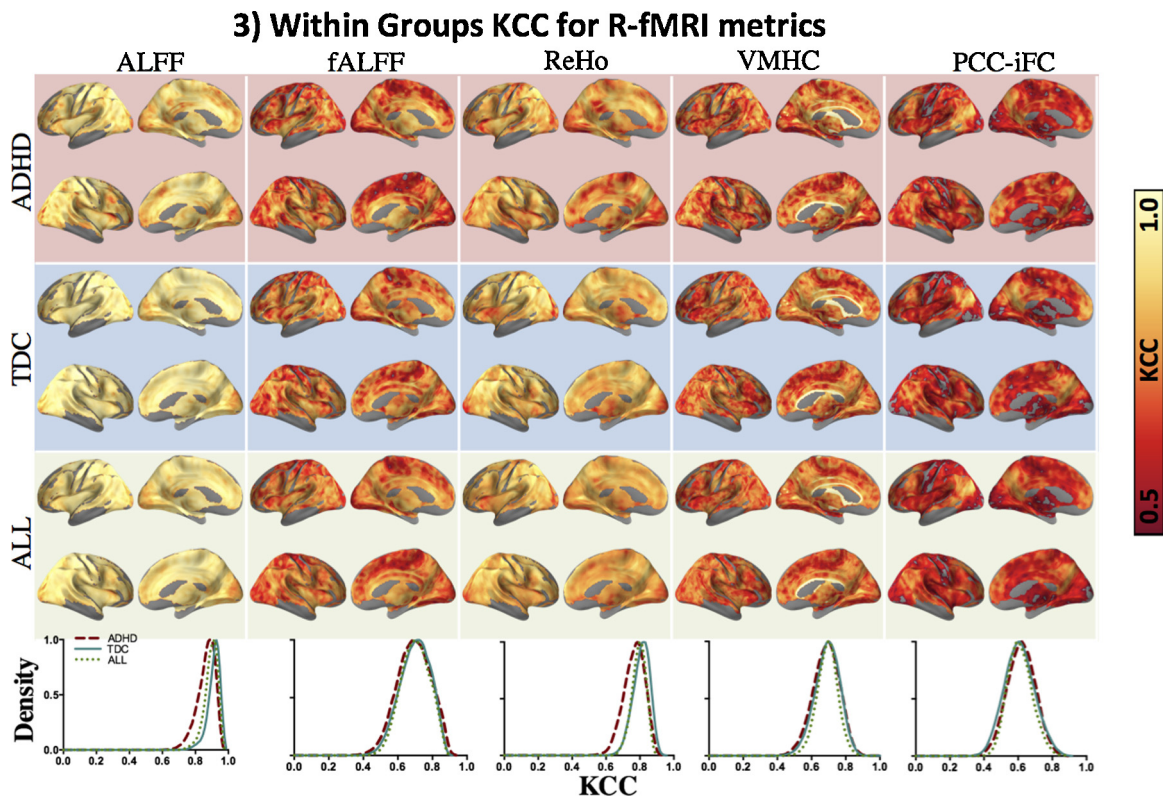 3) Within Groups KCC for R-fMRI metrics
ALFF fALFF ReHo VMHC PCC-iFC
ADHD
TDC
ALL
1.0
KCC
0.5
Density
1.0
0.5
0.0
ADHD
TDC
ALL
0.0 0.2 0.4 0.6 0.8 1.0
0.0 0.2 0.4 0.6 0.8 1.0
0.0 0.2 0.4 0.6 0.8 1.0
0.0 0.2 0.4 0.6 0.8 1.0
0.0 0.2 0.4 0.6 0.8 1.0
KCC